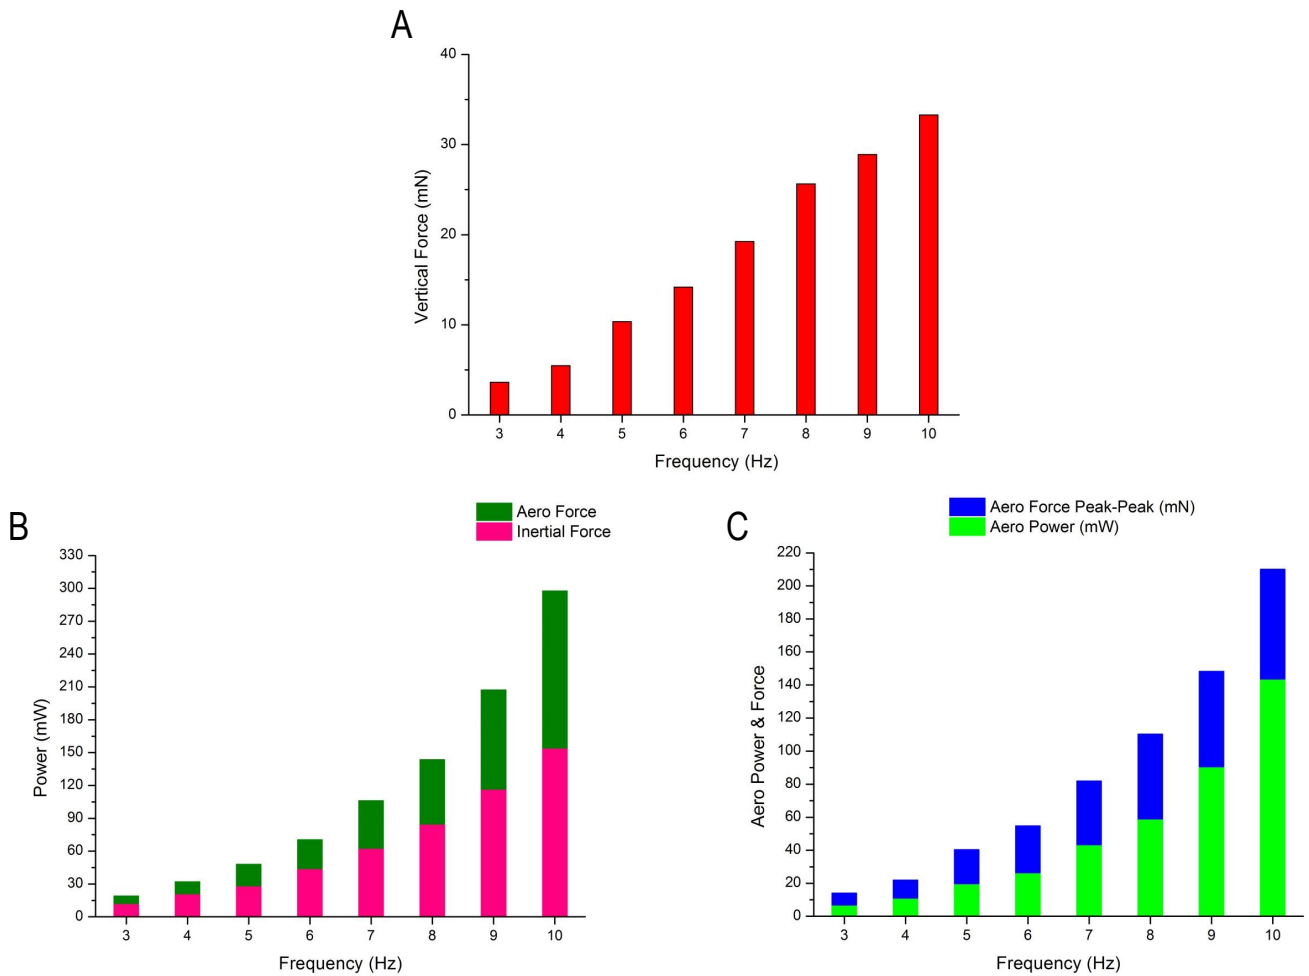 A
40
30
20
10
0
Vertical Force (mN)
3 4 5 6 7 8 9 10
Frequency (Hz)
B
Aero Force
Inertial Force
330
300
270
240
210
180
150
120
90
60
30
0
Power (mW)
3 4 5 6 7 8 9 10
Frequency (Hz)
C
Aero Force Peak-Peak (mN)
Aero Power (mW)
220
200
180
160
140
120
100
80
60
40
20
0
Aero Power & Force
3 4 5 6 7 8 9 10
Frequency (Hz)